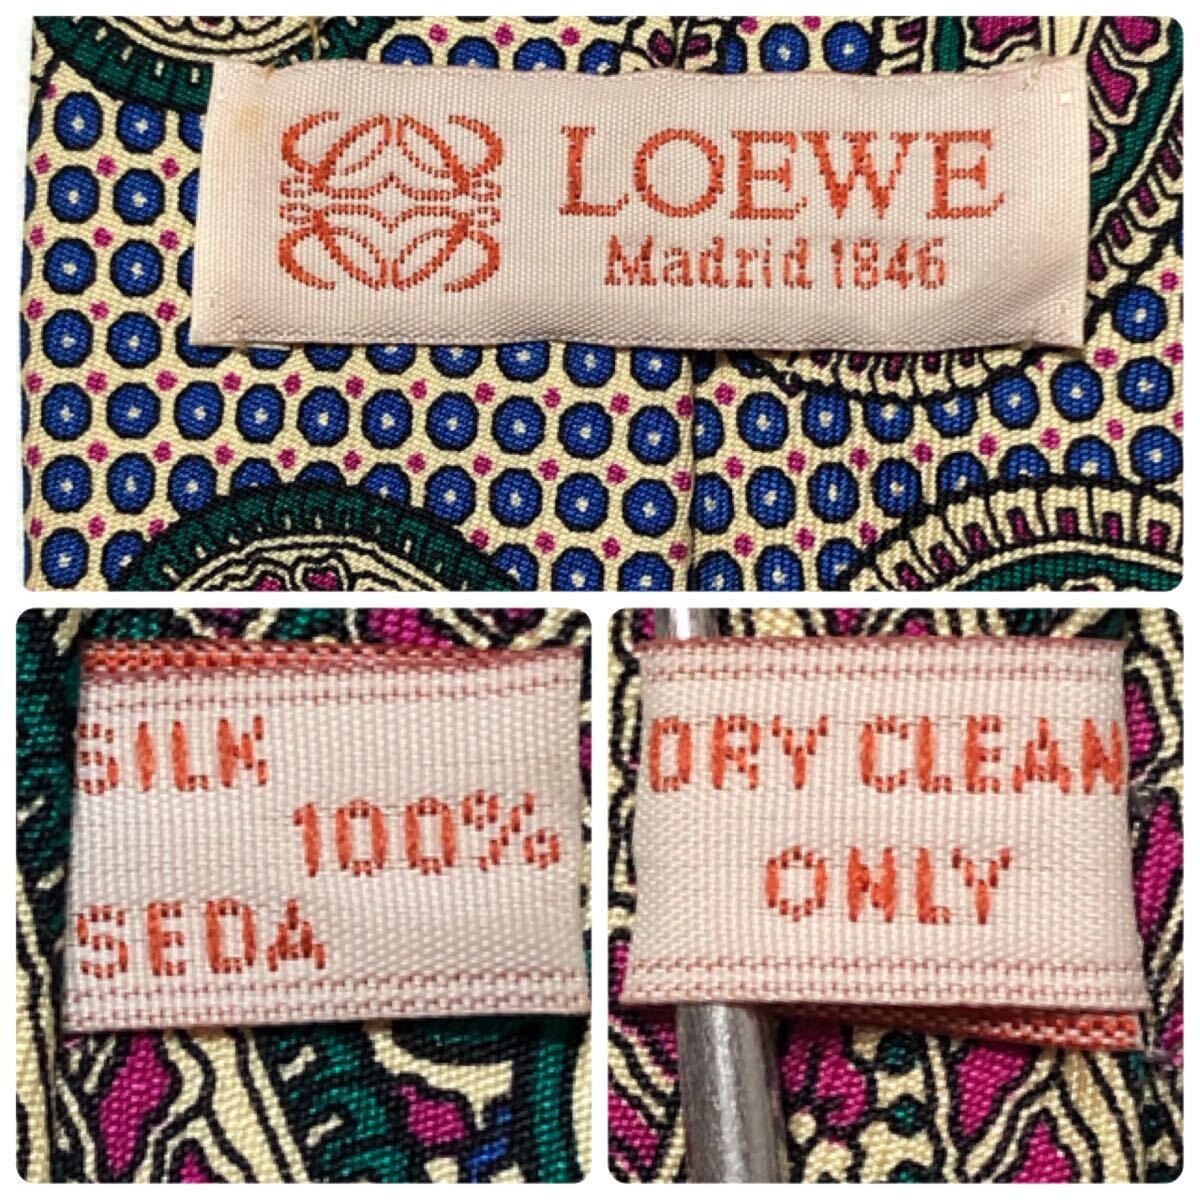 LOEWE
Madrid 1846
SILK
100%
SEDA
DRY CLEAN
ONLY